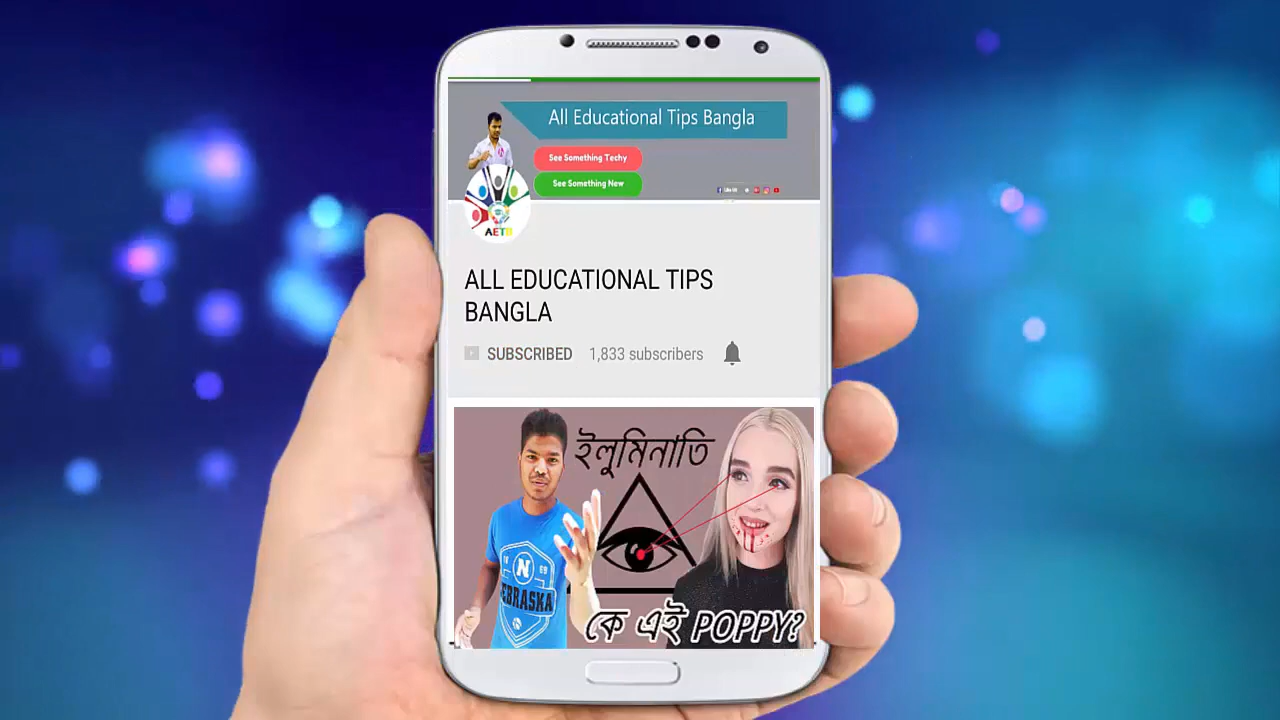 All Educational Tips Bangla
See Something Techy
See Something New
AETB
ALL EDUCATIONAL TIPS
BANGLA
SUBSCRIBED 1,833 subscribers
ইলুমিনাতি
N
EBRASKA
কে এই POPPY?